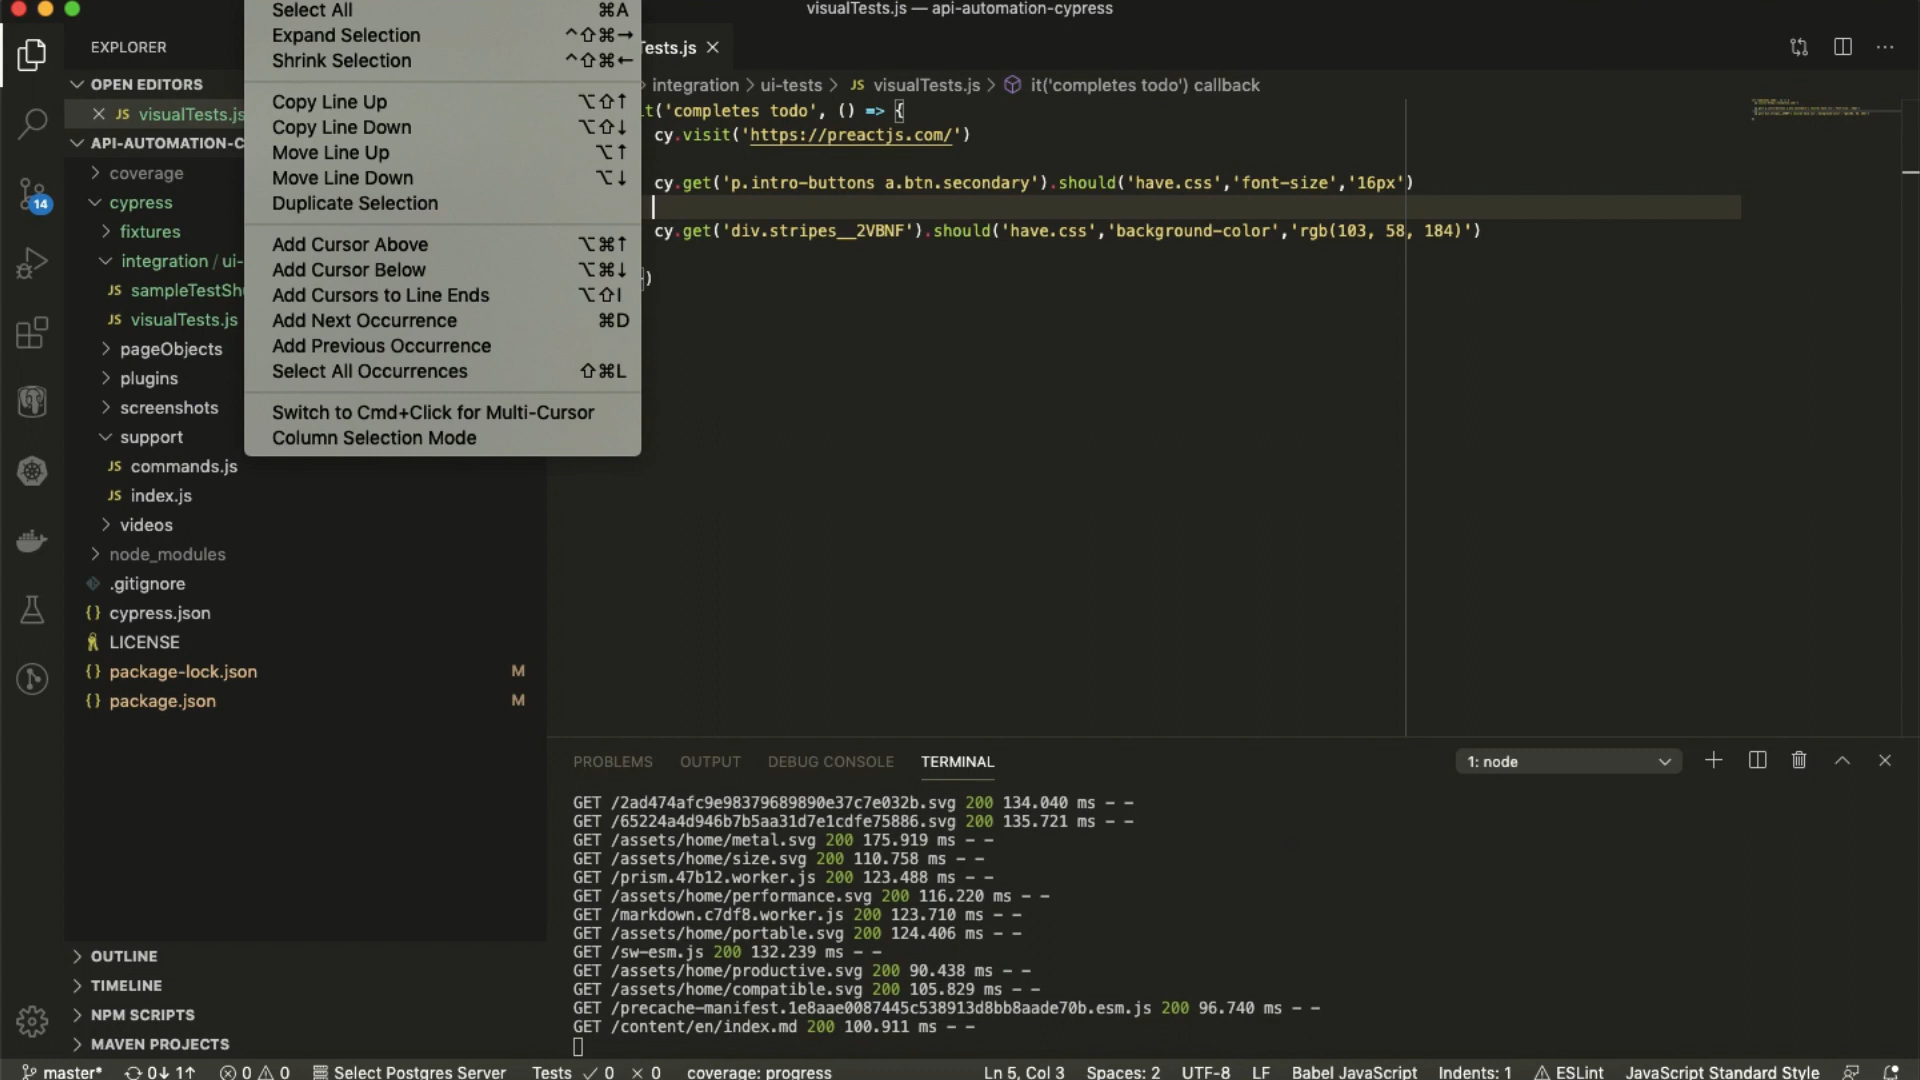 visualTests.js — api-automation-cypress
Select All ⌘A
Expand Selection ^⇧⌘→
Shrink Selection ^⇧⌘←
Copy Line Up ⌥⇧↑
Copy Line Down ⌥⇧↓
Move Line Up ⌥↑
Move Line Down ⌥↓
Duplicate Selection
Add Cursor Above ⌥⌘↑
Add Cursor Below ⌥⌘↓
Add Cursors to Line Ends ⌥⇧I
Add Next Occurrence ⌘D
Add Previous Occurrence
Select All Occurrences ⇧⌘L
Switch to Cmd+Click for Multi-Cursor
Column Selection Mode
EXPLORER
OPEN EDITORS
JS visualTests.js
API-AUTOMATION-C
coverage
cypress
fixtures
integration / ui-
JS sampleTestSh
JS visualTests.js
pageObjects
plugins
screenshots
support
JS commands.js
JS index.js
videos
node_modules
.gitignore
{} cypress.json
LICENSE
{} package-lock.json M
{} package.json M
OUTLINE
TIMELINE
NPM SCRIPTS
MAVEN PROJECTS
14
Tests.js
integration > ui-tests > JS visualTests.js > it('completes todo') callback
it('completes todo', () => {
cy.visit('https://preactjs.com/')
cy.get('p.intro-buttons a.btn.secondary').should('have.css','font-size','16px')
cy.get('div.stripes__2VBNF').should('have.css','background-color','rgb(103, 58, 184)')
)
PROBLEMS OUTPUT DEBUG CONSOLE TERMINAL 1: node
GET /2ad474afc9e98379689890e37c7e032b.svg 200 134.040 ms - -
GET /65224a4d946b7b5aa31d7e1cdfe75886.svg 200 135.721 ms - -
GET /assets/home/metal.svg 200 175.919 ms - -
GET /assets/home/size.svg 200 110.758 ms - -
GET /prism.47b12.worker.js 200 123.488 ms - -
GET /assets/home/performance.svg 200 116.220 ms - -
GET /markdown.c7df8.worker.js 200 123.710 ms - -
GET /assets/home/portable.svg 200 124.406 ms - -
GET /sw-esm.js 200 132.239 ms - -
GET /assets/home/productive.svg 200 90.438 ms - -
GET /assets/home/compatible.svg 200 105.829 ms - -
GET /precache-manifest.1e8aae0087445c538913d8bb8aade70b.esm.js 200 96.740 ms - -
GET /content/en/index.md 200 100.911 ms - -
master* 0↓ 1↑ 0 0 Select Postgres Server Tests ✓ 0 × 0 coverage: progress Ln 5, Col 3 Spaces: 2 UTF-8 LF Babel JavaScript Indents: 1 ESLint JavaScript Standard Style